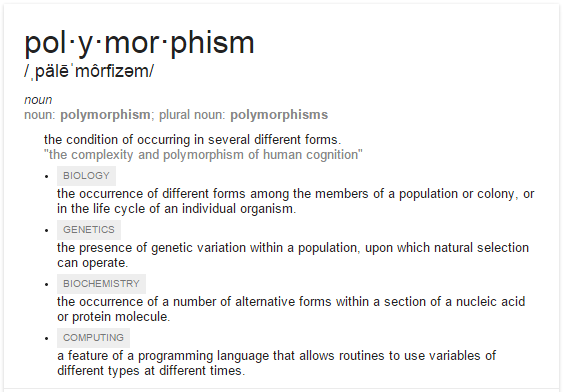 pol·y·mor·phism
/ˌpälēˈmôrfizəm/
noun
noun: polymorphism; plural noun: polymorphisms
the condition of occurring in several different forms.
"the complexity and polymorphism of human cognition"
• BIOLOGY
the occurrence of different forms among the members of a population or colony, or
in the life cycle of an individual organism.
• GENETICS
the presence of genetic variation within a population, upon which natural selection
can operate.
• BIOCHEMISTRY
the occurrence of a number of alternative forms within a section of a nucleic acid
or protein molecule.
• COMPUTING
a feature of a programming language that allows routines to use variables of
different types at different times.